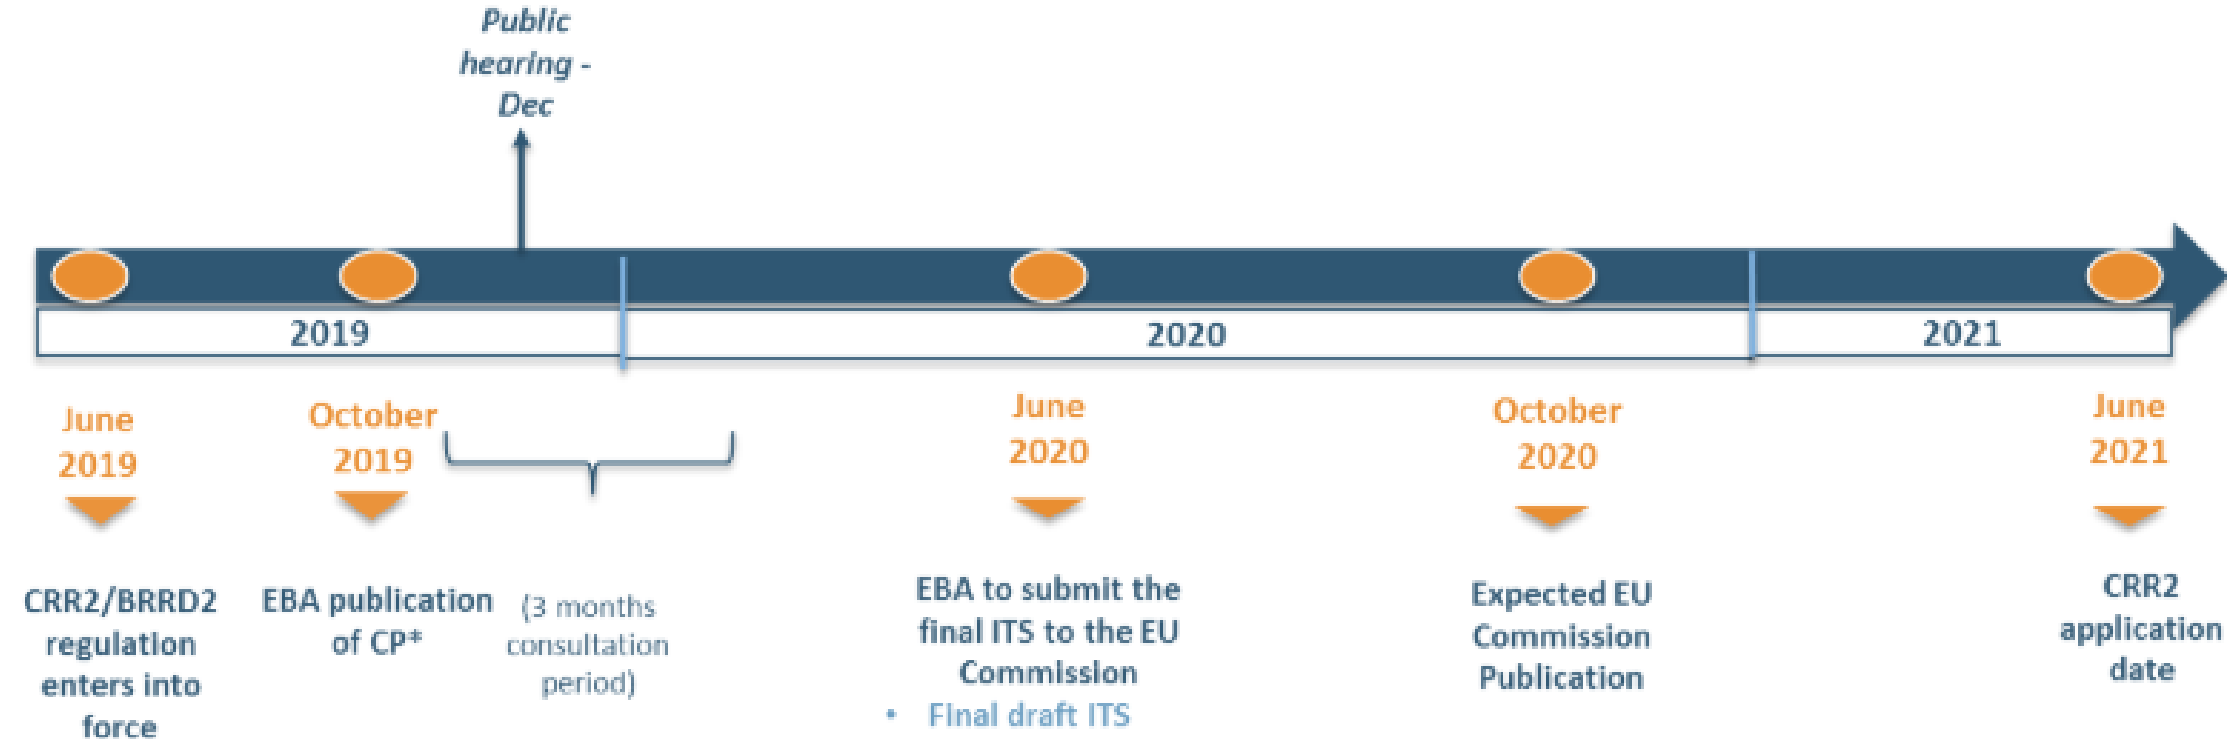 Public
hearing -
Dec
2019
2020
2021
June
2019
October
2019
June
2020
October
2020
June
2021
CRR2/BRRD2
regulation
enters into
force
EBA publication
of CP*
(3 months
consultation
period)
EBA to submit the
final ITS to the EU
Commission
• Final draft ITS
Expected EU
Commission
Publication
CRR2
application
date